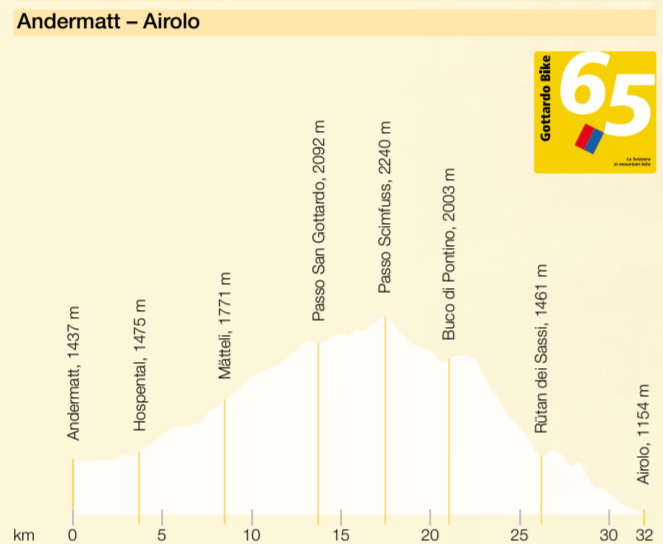 Andermatt – Airolo
Gottardo Bike
65
La Svizzera
in mountain bike
Andermatt, 1437 m
Hospental, 1475 m
Mätteli, 1771 m
Passo San Gottardo, 2092 m
Passo Scimfuss, 2240 m
Buco di Pontino, 2003 m
Rütan dei Sassi, 1461 m
Airolo, 1154 m
km 0 5 10 15 20 25 30 32